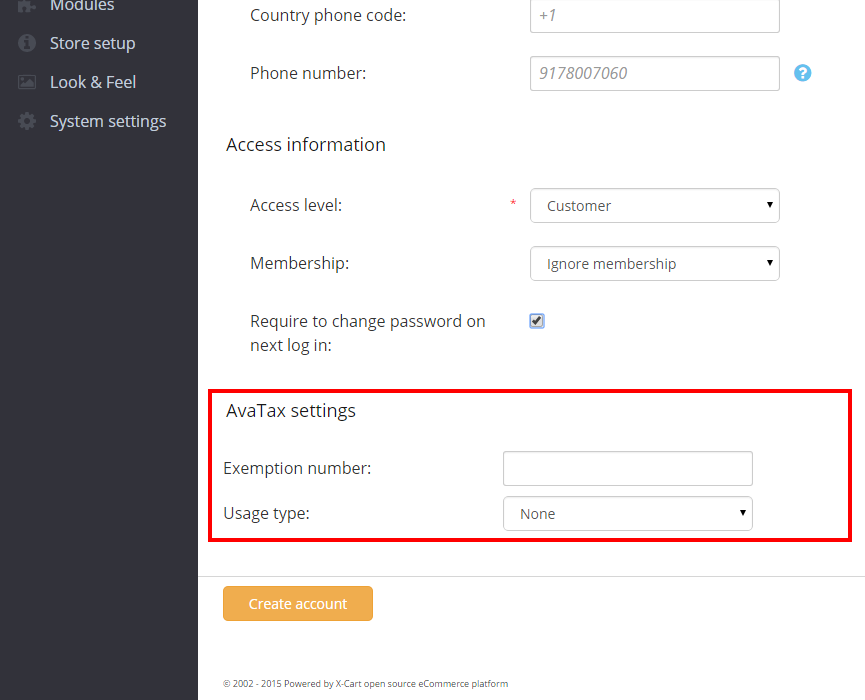 Modules
Store setup
Look & Feel
System settings
Country phone code:
+1
Phone number:
9178007060
?
Access information
Access level:
* Customer
Membership:
Ignore membership
Require to change password on
next log in:
AvaTax settings
Exemption number:
Usage type:
None
Create account
© 2002 - 2015 Powered by X-Cart open source eCommerce platform